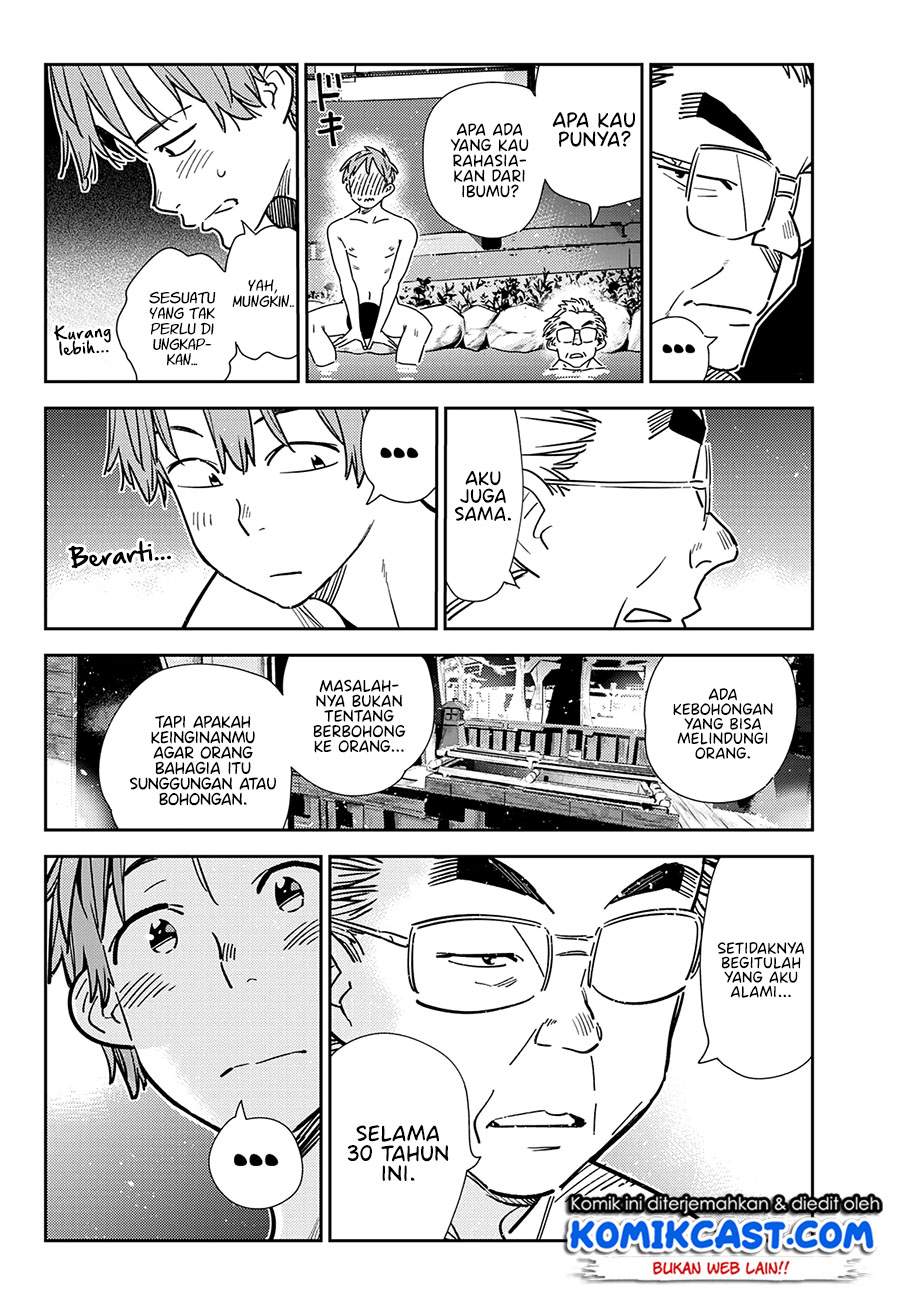 •••
APA KAU
PUNYA?
APA ADA
YANG KAU
RAHASIA-
KAN DARI
IBUMU?
ドキ
YAH,
MUNGKIN..
SESUATU
YANG TAK
PERLU DI
UNGKAP-
KAN...
Kurang
lebih...
AKU
JUGA
SAMA.
•••
Berarti...
ADA
KEBOHONGAN
YANG BISA
MELINDUNGI
ORANG.
MASALAH-
NYA BUKAN
TENTANG
BERBOHONG
KE ORANG...
TAPI APAKAH
KEINGINANMU
AGAR ORANG
BAHAGIA ITU
SUNGGUNGAN ATAU
BOHONGAN.
SETIDAKNYA
BEGITULAH
YANG AKU
ALAMI...
SELAMA
30 TAHUN
INI.
•••
Komik ini diterjemahkan & diedit oleh
KOMIKCAST.COM
BUKAN WEB LAIN!!